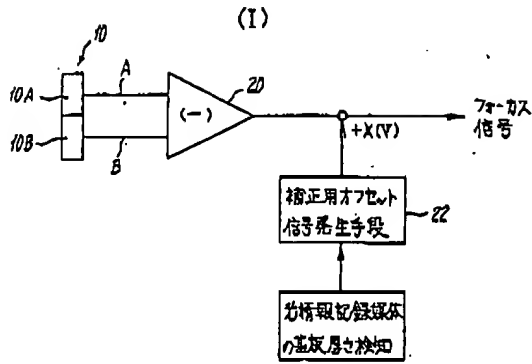 (I)
10
10A
10B
A
B
20
(-)
+X(V)
フォーカス
信号
補正用オフセット
信号発生手段
22
光情報記録媒体
の基板厚さ検知